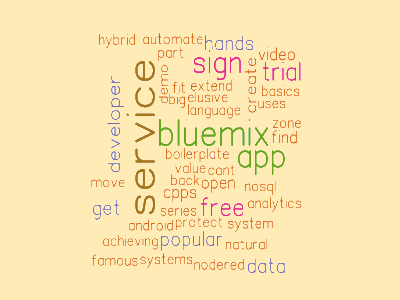 hybrid automate hands
part sign video
trial
developer
service
demo
fit extend
create
basics
big elusive uses
language
bluemix zone
find
boilerplate app
value cant
move back open nosql
cpps
get series free analytics
android protect system
achieving popular natural
famous systems nodered data